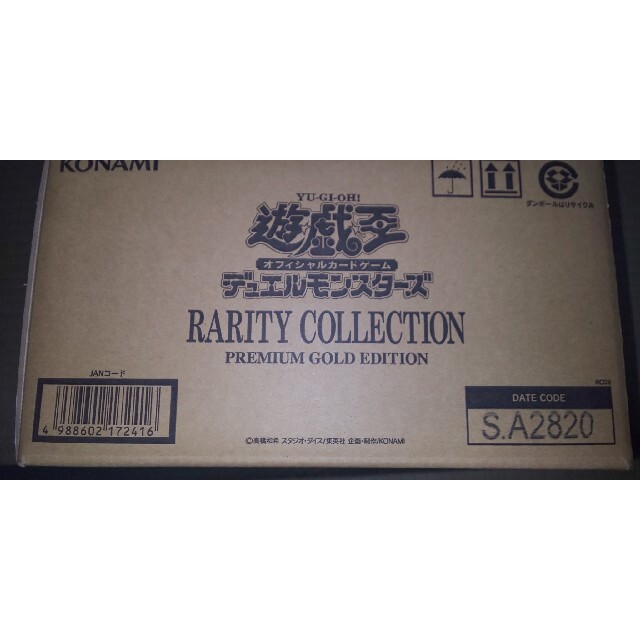 KONAMI
ダンボールはリサイクル
YU-GI-OH!
遊戯王
オフィシャルカードゲーム
デュエルモンスターズ
RARITY COLLECTION
PREMIUM GOLD EDITION
JANコード
4 988602 172416
DATE CODE
S.A2820
©高橋和希 スタジオ・ダイス/集英社 企画・制作/KONAMI